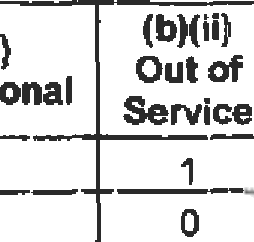 )
onal
(b)(ii)
Out of
Service
1
0